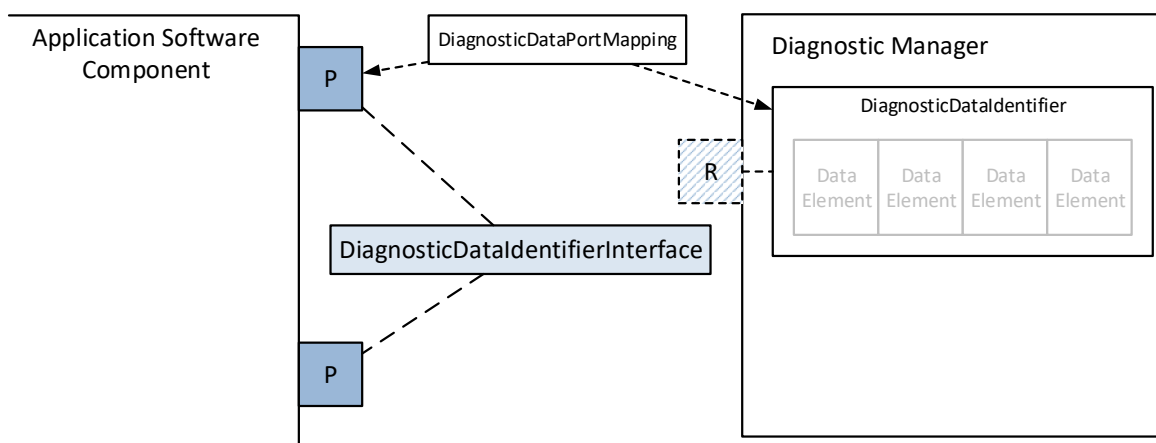 Application Software
Component
P
DiagnosticDataPortMapping
Diagnostic Manager
DiagnosticDataIdentifier
R
Data
Element
Data
Element
Data
Element
Data
Element
DiagnosticDataIdentifierInterface
P